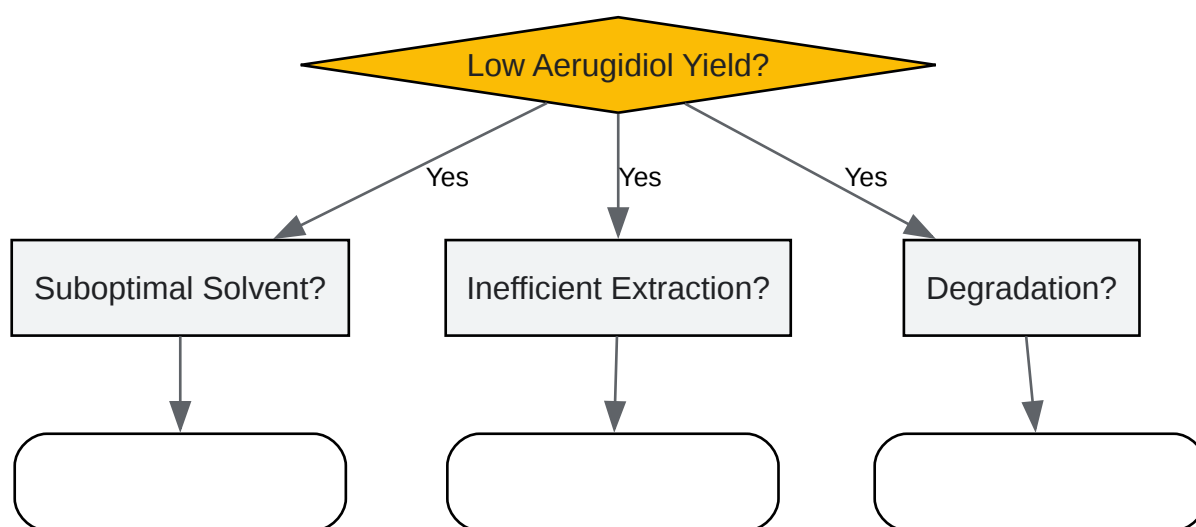 Low Aerugidiol Yield?
Yes
Yes
Yes
Suboptimal Solvent?
Inefficient Extraction?
Degradation?